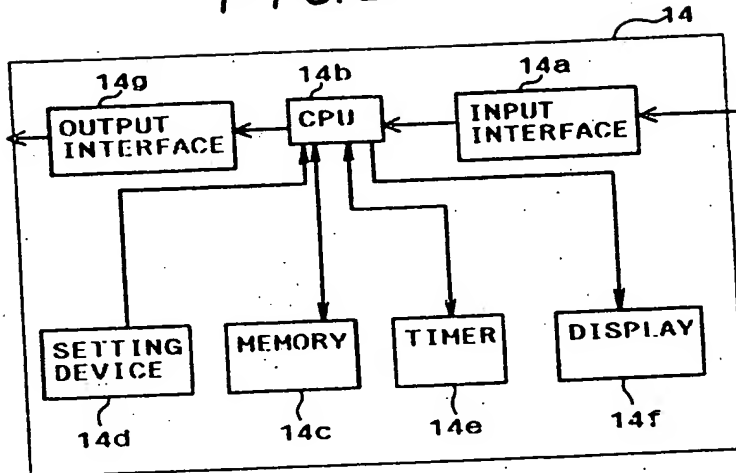 14
14g
14b
14a
OUTPUT
INTERFACE
CPU
INPUT
INTERFACE
SETTING
DEVICE
MEMORY
TIMER
DISPLAY
14d
14c
14e
14f